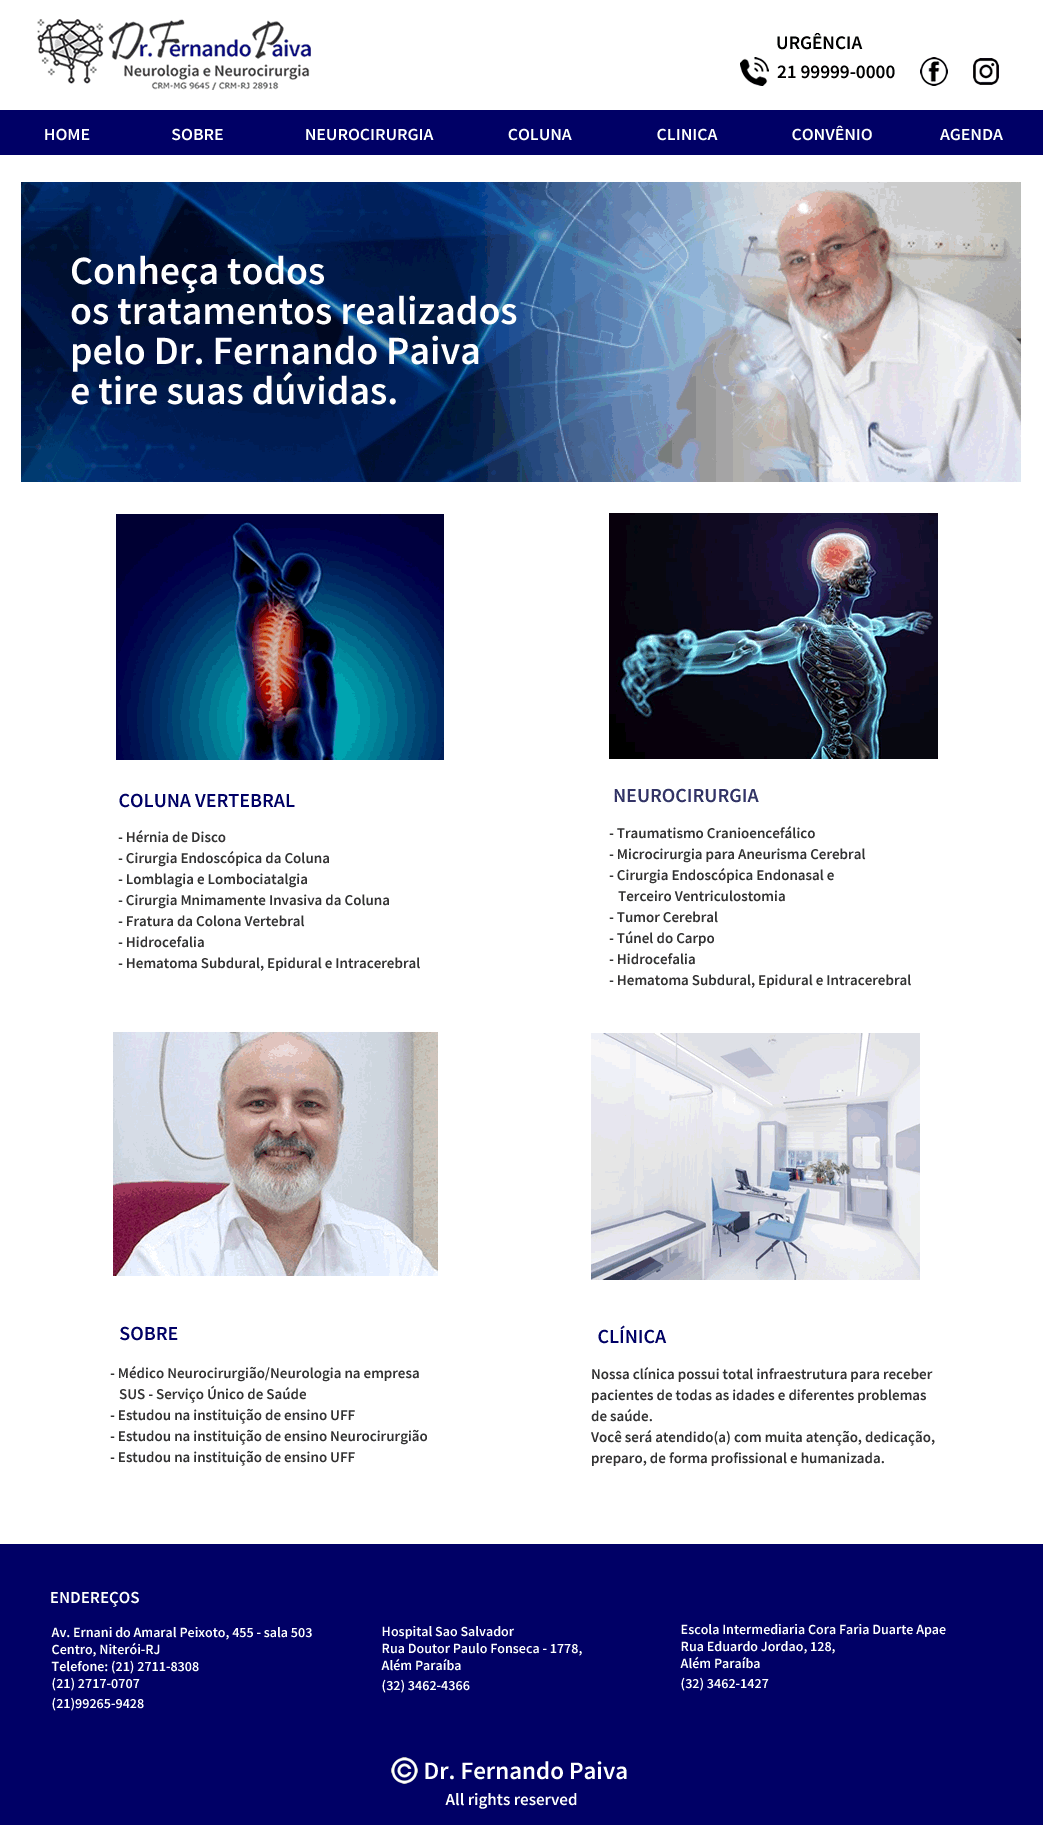 Dr. Fernando Paiva
Neurologia e Neurocirurgia
CRM-MG 9645 / CRM-RJ 28918
URGÊNCIA
21 99999-0000
HOME SOBRE NEUROCIRURGIA COLUNA CLINICA CONVÊNIO AGENDA
Conheça todos
os tratamentos realizados
pelo Dr. Fernando Paiva
e tire suas dúvidas.
COLUNA VERTEBRAL
- Hérnia de Disco
- Cirurgia Endoscópica da Coluna
- Lomblagia e Lombociatalgia
- Cirurgia Mnimamente Invasiva da Coluna
- Fratura da Colona Vertebral
- Hidrocefalia
- Hematoma Subdural, Epidural e Intracerebral
NEUROCIRURGIA
- Traumatismo Cranioencefálico
- Microcirurgia para Aneurisma Cerebral
- Cirurgia Endoscópica Endonasal e
Terceiro Ventriculostomia
- Tumor Cerebral
- Túnel do Carpo
- Hidrocefalia
- Hematoma Subdural, Epidural e Intracerebral
SOBRE
- Médico Neurocirurgião/Neurologia na empresa
SUS - Serviço Único de Saúde
- Estudou na instituição de ensino UFF
- Estudou na instituição de ensino Neurocirurgião
- Estudou na instituição de ensino UFF
CLÍNICA
Nossa clínica possui total infraestrutura para receber
pacientes de todas as idades e diferentes problemas
de saúde.
Você será atendido(a) com muita atenção, dedicação,
preparo, de forma profissional e humanizada.
ENDEREÇOS
Av. Ernani do Amaral Peixoto, 455 - sala 503
Centro, Niterói-RJ
Telefone: (21) 2711-8308
(21) 2717-0707
(21)99265-9428
Hospital Sao Salvador
Rua Doutor Paulo Fonseca - 1778,
Além Paraíba
(32) 3462-4366
Escola Intermediaria Cora Faria Duarte Apae
Rua Eduardo Jordao, 128,
Além Paraíba
(32) 3462-1427
© Dr. Fernando Paiva
All rights reserved